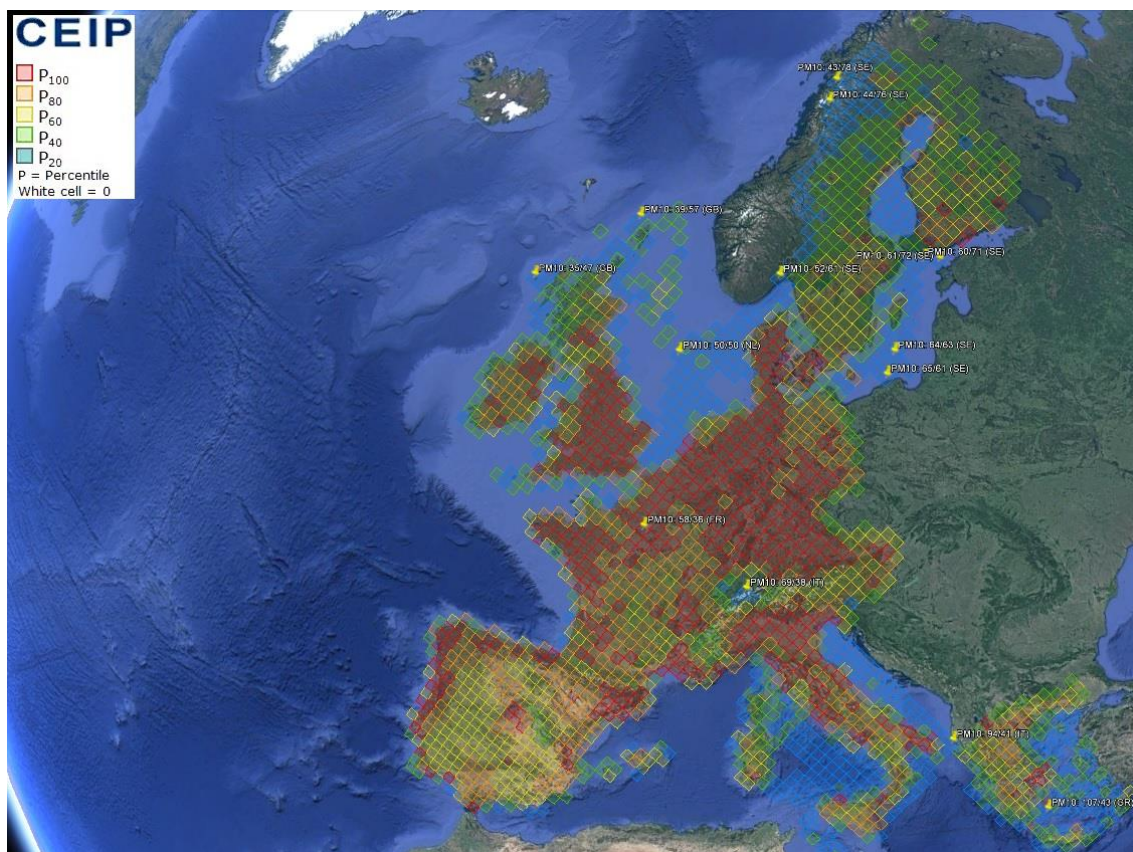 CEIP
P100
P80
P60
P40
P20
P = Percentile
White cell = 0
PM10- 43/78 (SE)
PM10- 44/76 (SE)
PM10- 39/57 (GB)
PM10- 35/47 (GB)
PM10- 61/72 (SE)
PM10- 60/71 (SE)
PM10- 52/61 (SE)
PM10- 50/50 (NL)
PM10- 64/63 (SE)
PM10- 65/61 (SE)
PM10- 58/36 (FR)
PM10- 69/38 (IT)
PM10- 94/41 (IT)
PM10- 107/43 (GR)